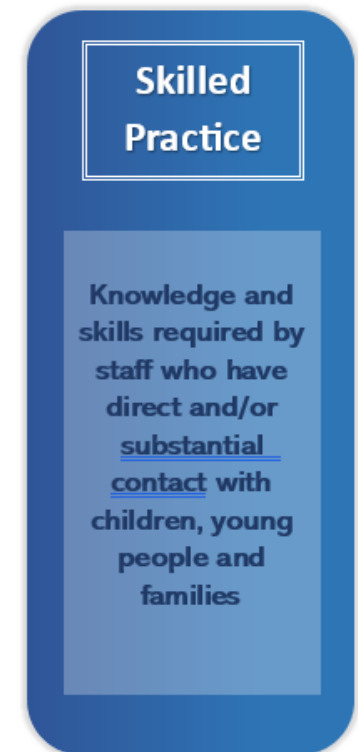 Skilled
Practice
Knowledge and
skills required by
staff who have
direct and/or
substantial
contact with
children, young
people and
families